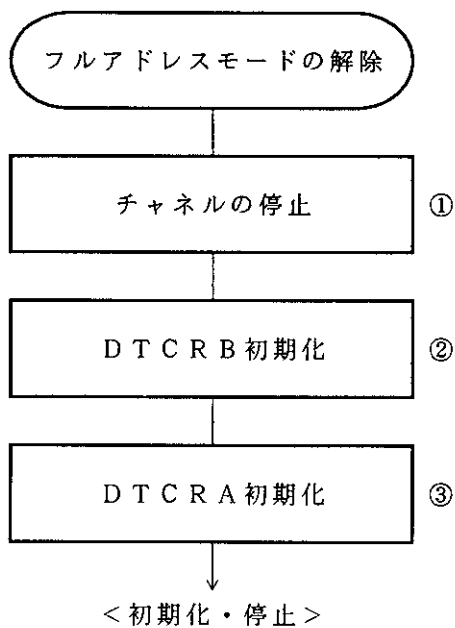 フルアドレスモードの解除
チャネルの停止 ①
DTCRB初期化 ②
DTCRA初期化 ③
<初期化・停止>